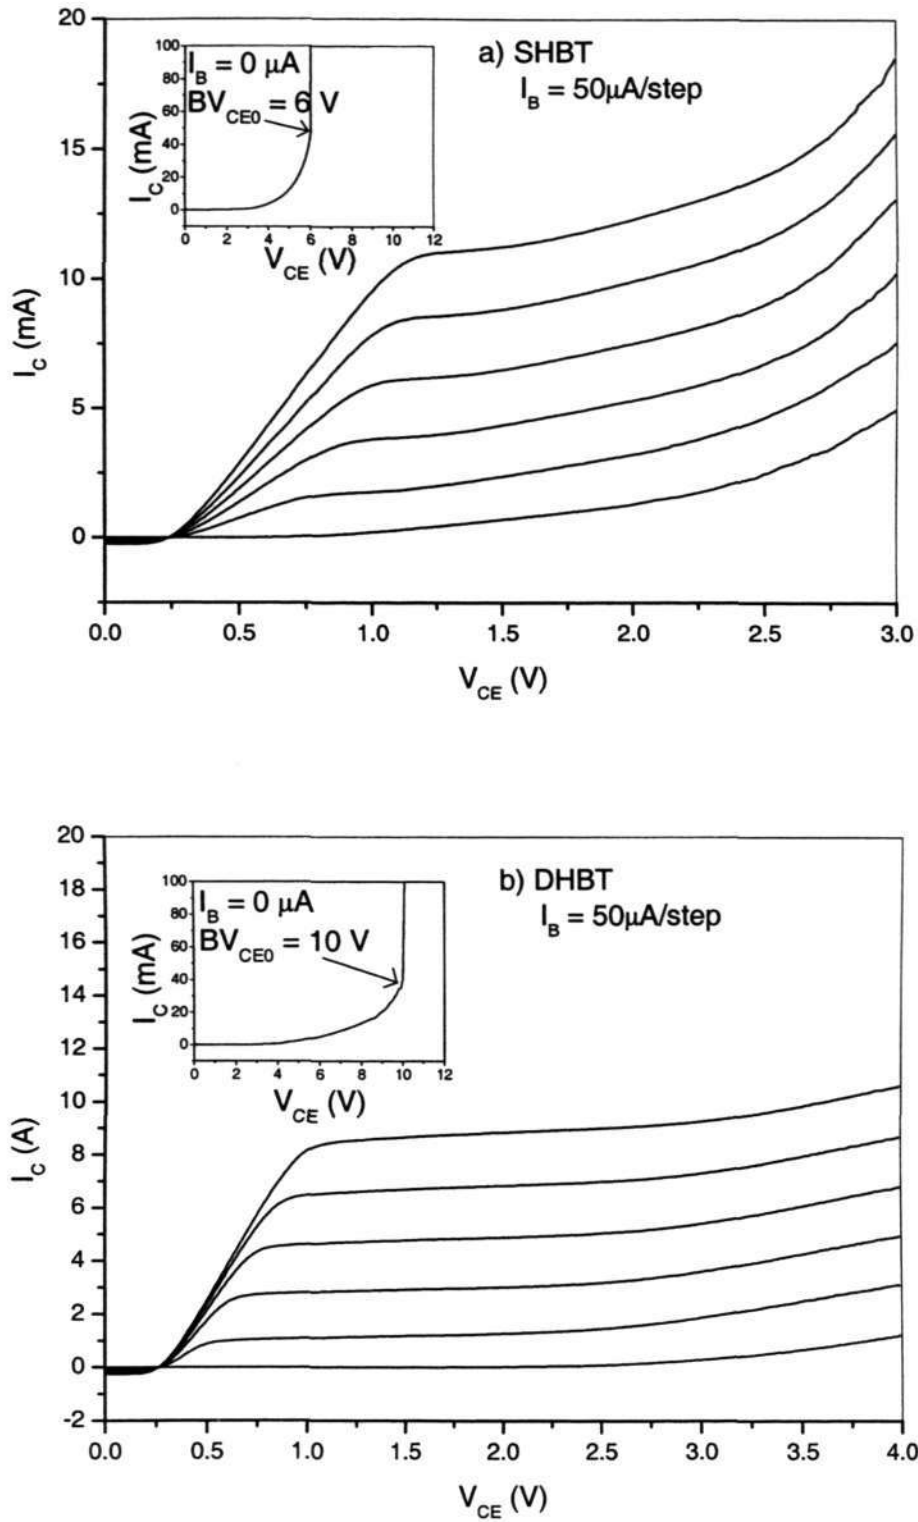 20
15
10
5
0
I_C (mA)
a) SHBT
I_B = 50μA/step
100
80
60
40
20
0
I_C (mA)
I_B = 0 μA
BV_CE0 = 6 V
0 2 4 6 8 10 12
V_CE (V)
0.0 0.5 1.0 1.5 2.0 2.5 3.0
V_CE (V)
20
18
16
14
12
10
8
6
4
2
0
-2
I_C (A)
b) DHBT
I_B = 50μA/step
100
80
60
40
20
0
I_C (mA)
I_B = 0 μA
BV_CE0 = 10 V
0 2 4 6 8 10 12
V_CE (V)
0.0 0.5 1.0 1.5 2.0 2.5 3.0 3.5 4.0
V_CE (V)